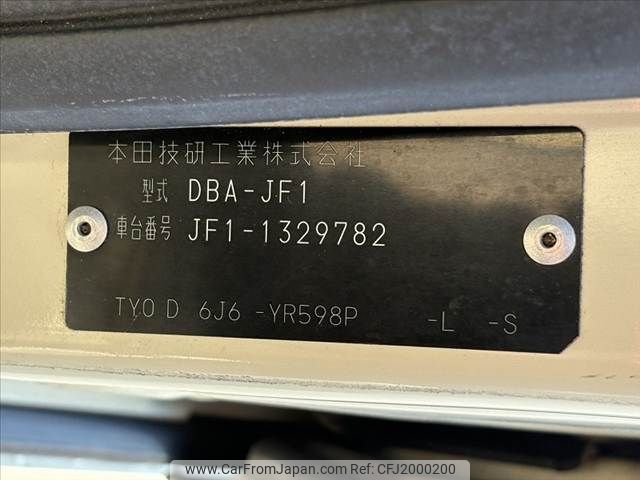 本田技研工業株式会社
型式 DBA-JF1
車台番号 JF1-1329782
TY0 D 6J6 -YR598P -L -S
www.CarFromJapan.com Ref: CFJ2000200